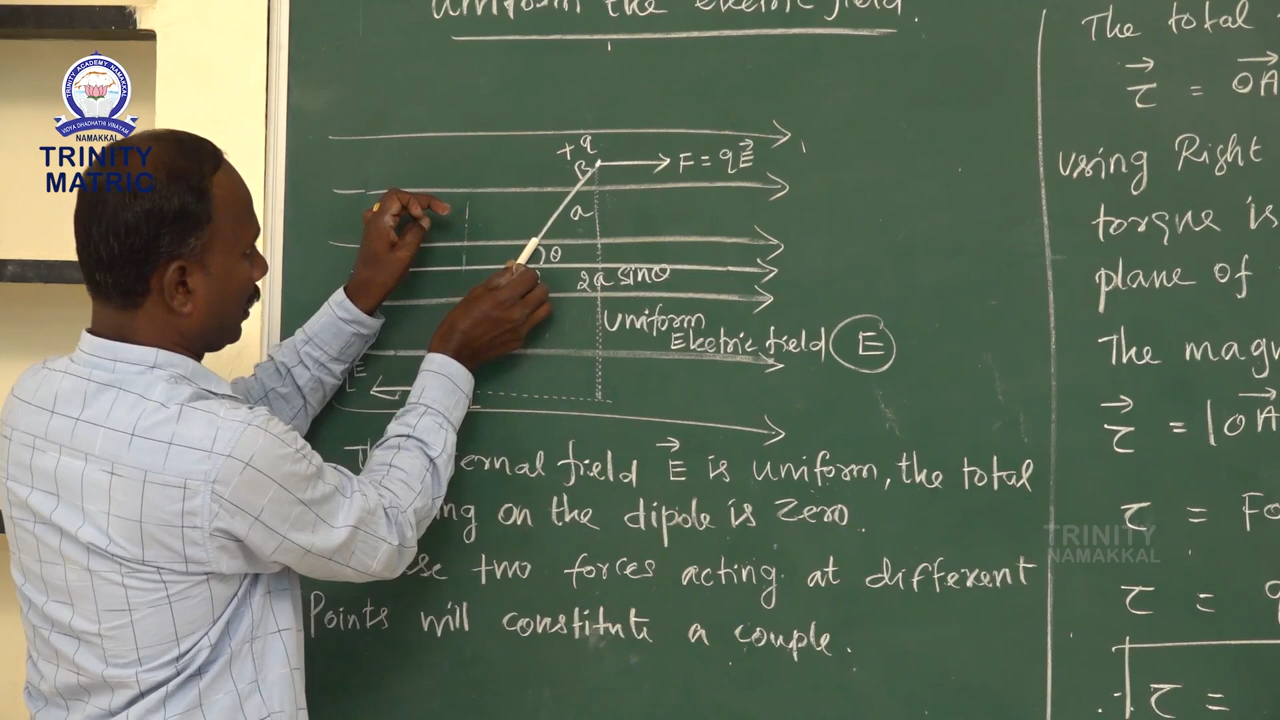 uniform the electric field.
TRINITY ACADEMY, NAMAKKAL
VIDYA DHADHATHI VINAYAM
NAMAKKAL
TRINITY
MATRIC
+q
B
F = qE
a
θ
2a sinθ
uniform
Electric field E
E
ernal field E is uniform, the total
ing on the dipole is zero.
se two forces acting at different
Points will constitute a couple.
The total
τ = OA
using Right
torque is
plane of
The magn
τ = |OA
τ = Fo
τ = q
∴ τ =
TRINITY
NAMAKKAL